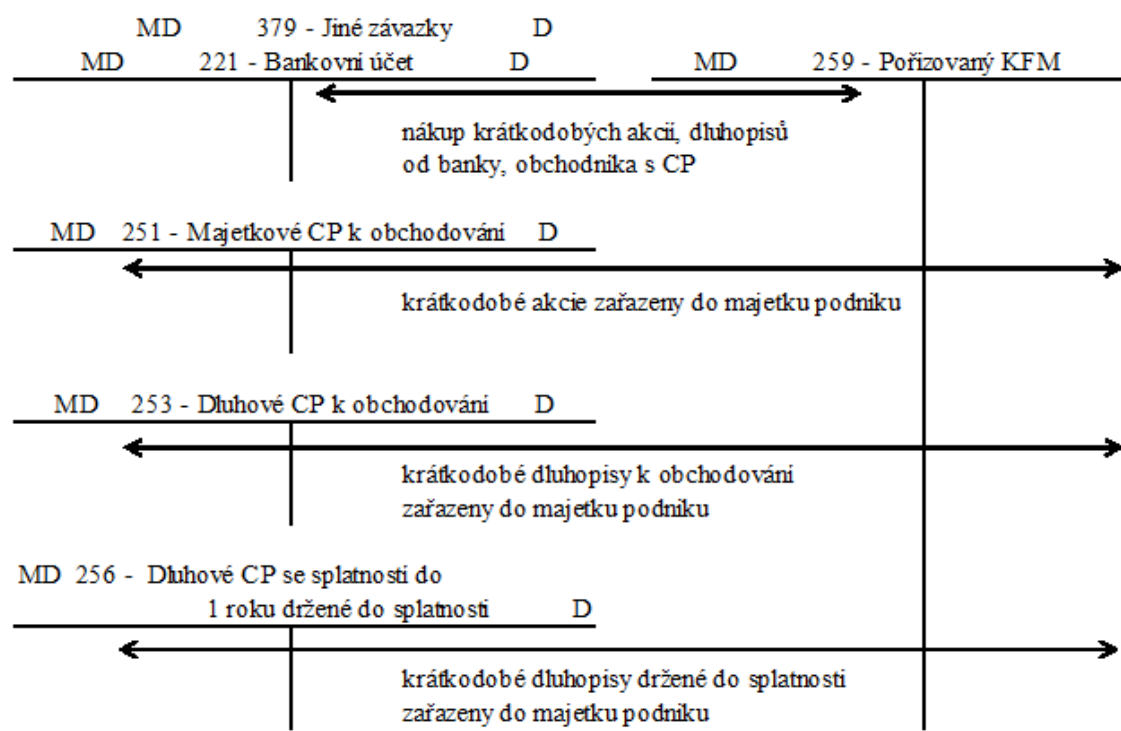 MD 379 - Jiné závazky D
MD 221 - Bankovní účet D MD 259 - Pořizovaný KFM
nákup krátkodobých akcií, dluhopisů
od banky, obchodníka s CP
MD 251 - Majetkové CP k obchodování D
krátkodobé akcie zařazeny do majetku podniku
MD 253 - Dluhové CP k obchodování D
krátkodobé dluhopisy k obchodování
zařazeny do majetku podniku
MD 256 - Dluhové CP se splatností do
1 roku držené do splatnosti D
krátkodobé dluhopisy držené do splatnosti
zařazeny do majetku podniku